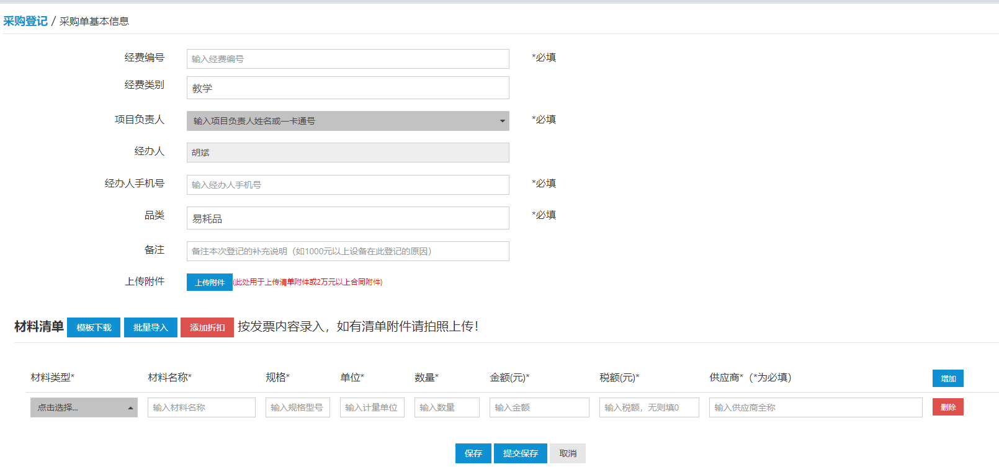 采购登记 / 采购单基本信息
经费编号 输入经费编号 *必填
经费类别 教学
项目负责人 输入项目负责人姓名或一卡通号 *必填
经办人 胡斌
经办人手机号 输入经办人手机号 *必填
品类 易耗品 *必填
备注 备注本次登记的补充说明（如1000元以上设备在此登记的原因）
上传附件 上传附件 (此处用于上传清单附件或2万元以上合同附件)
材料清单 模板下载 批量导入 添加折扣 按发票内容录入，如有清单附件请拍照上传！
材料类型* 材料名称* 规格* 单位* 数量* 金额(元)* 税额(元)* 供应商*（*为必填） 增加
点击选择... 输入材料名称 输入规格型号 输入计量单位 输入数量 输入金额 输入税额，无则填0 输入供应商全称 删除
保存 提交保存 取消